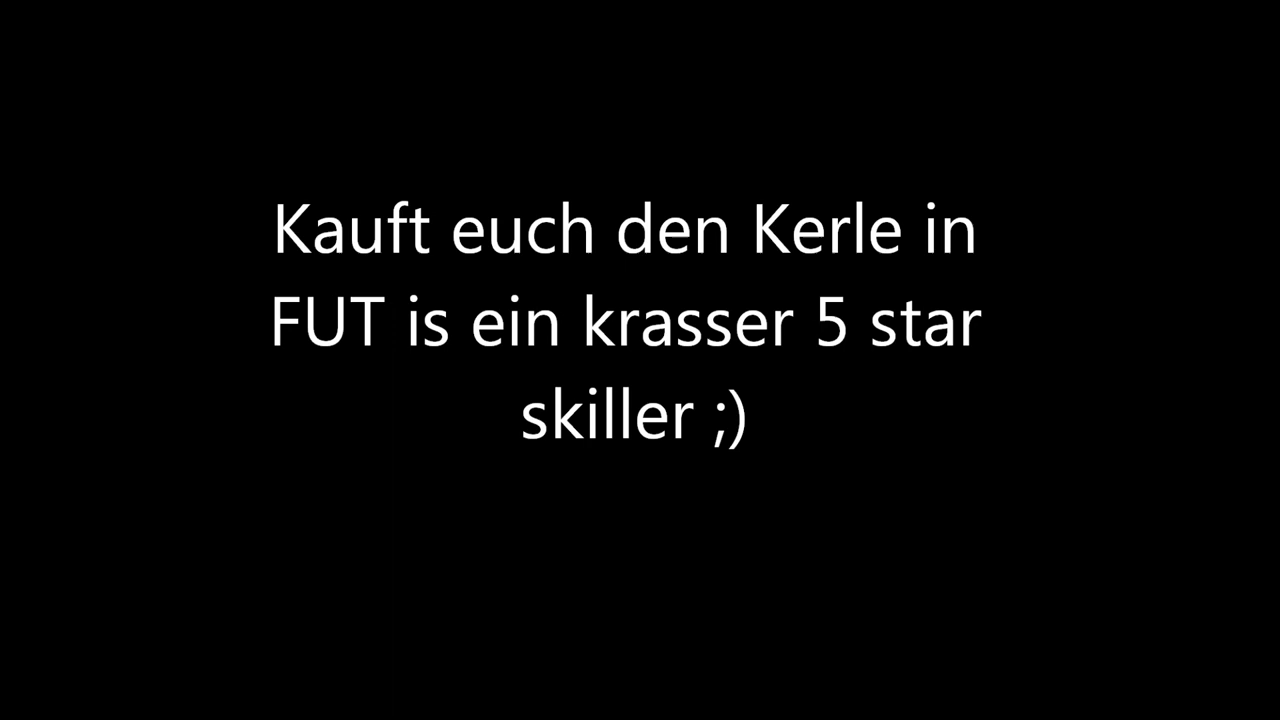 Kauft euch den Kerle in
FUT is ein krasser 5 star
skiller ;)